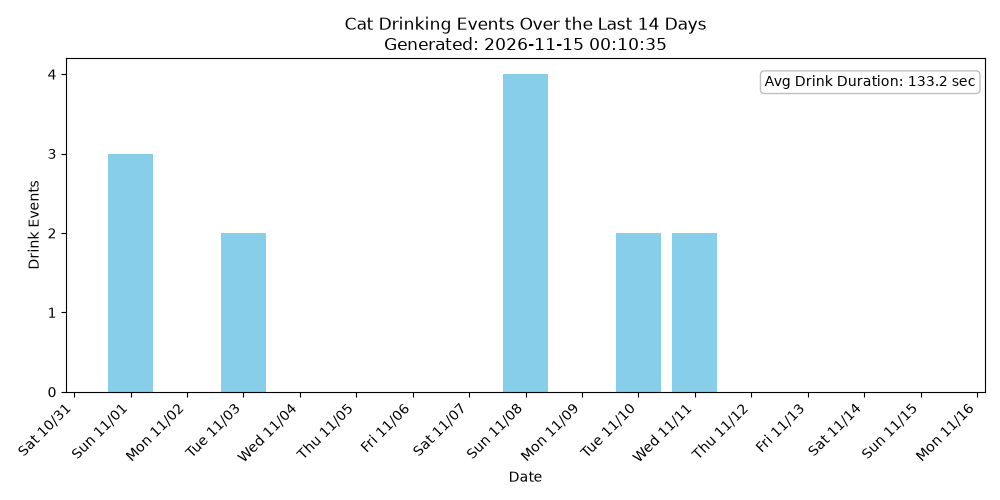 Cat Drinking Events Over the Last 14 Days
Generated: 2026-11-15 00:10:35
Avg Drink Duration: 133.2 sec
Drink Events
4
3
2
1
0
Sat 10/31
Sun 11/01
Mon 11/02
Tue 11/03
Wed 11/04
Thu 11/05
Fri 11/06
Sat 11/07
Sun 11/08
Mon 11/09
Tue 11/10
Wed 11/11
Thu 11/12
Fri 11/13
Sat 11/14
Sun 11/15
Mon 11/16
Date